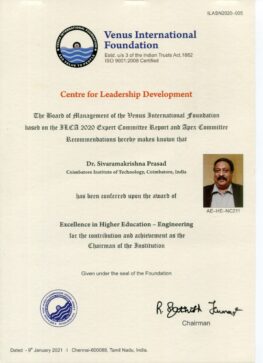 ILASN2020-005
Venus International
Foundation
Estd. u/s 3 of the Indian Trusts Act,1882
ISO 9001:2008 Certified
Centre for Leadership Development
The Board of Management of the Venus International Foundation
based on the ILCA 2020 Expert Committee Report and Apex Committee
Recommendations hereby makes known that
Dr. Sivaramakrishna Prasad
Coimbatore Institute of Technology, Coimbatore, India
has been conferred upon the award of
AE-HE-NC211
Excellence in Higher Education – Engineering
for the contribution and achievement as the
Chairman of the Institution
Given under the seal of the Foundation
Chairman
Dated : 9th January 2021 I Chennai-600088, Tamil Nadu, India.